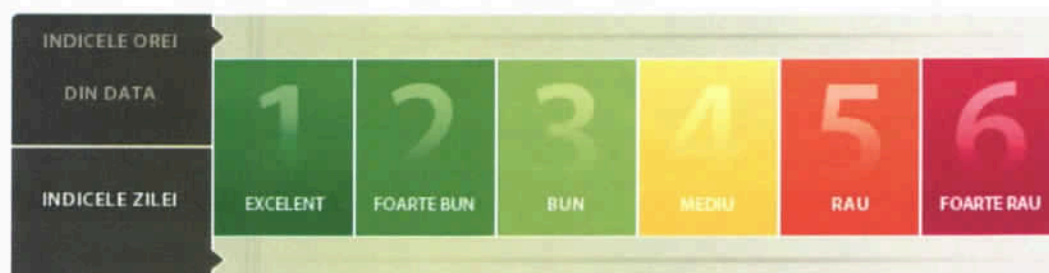 INDICELE OREI
DIN DATA
INDICELE ZILEI
1 2 3 4 5 6
EXCELENT FOARTE BUN BUN MEDIU RAU FOARTE RAU